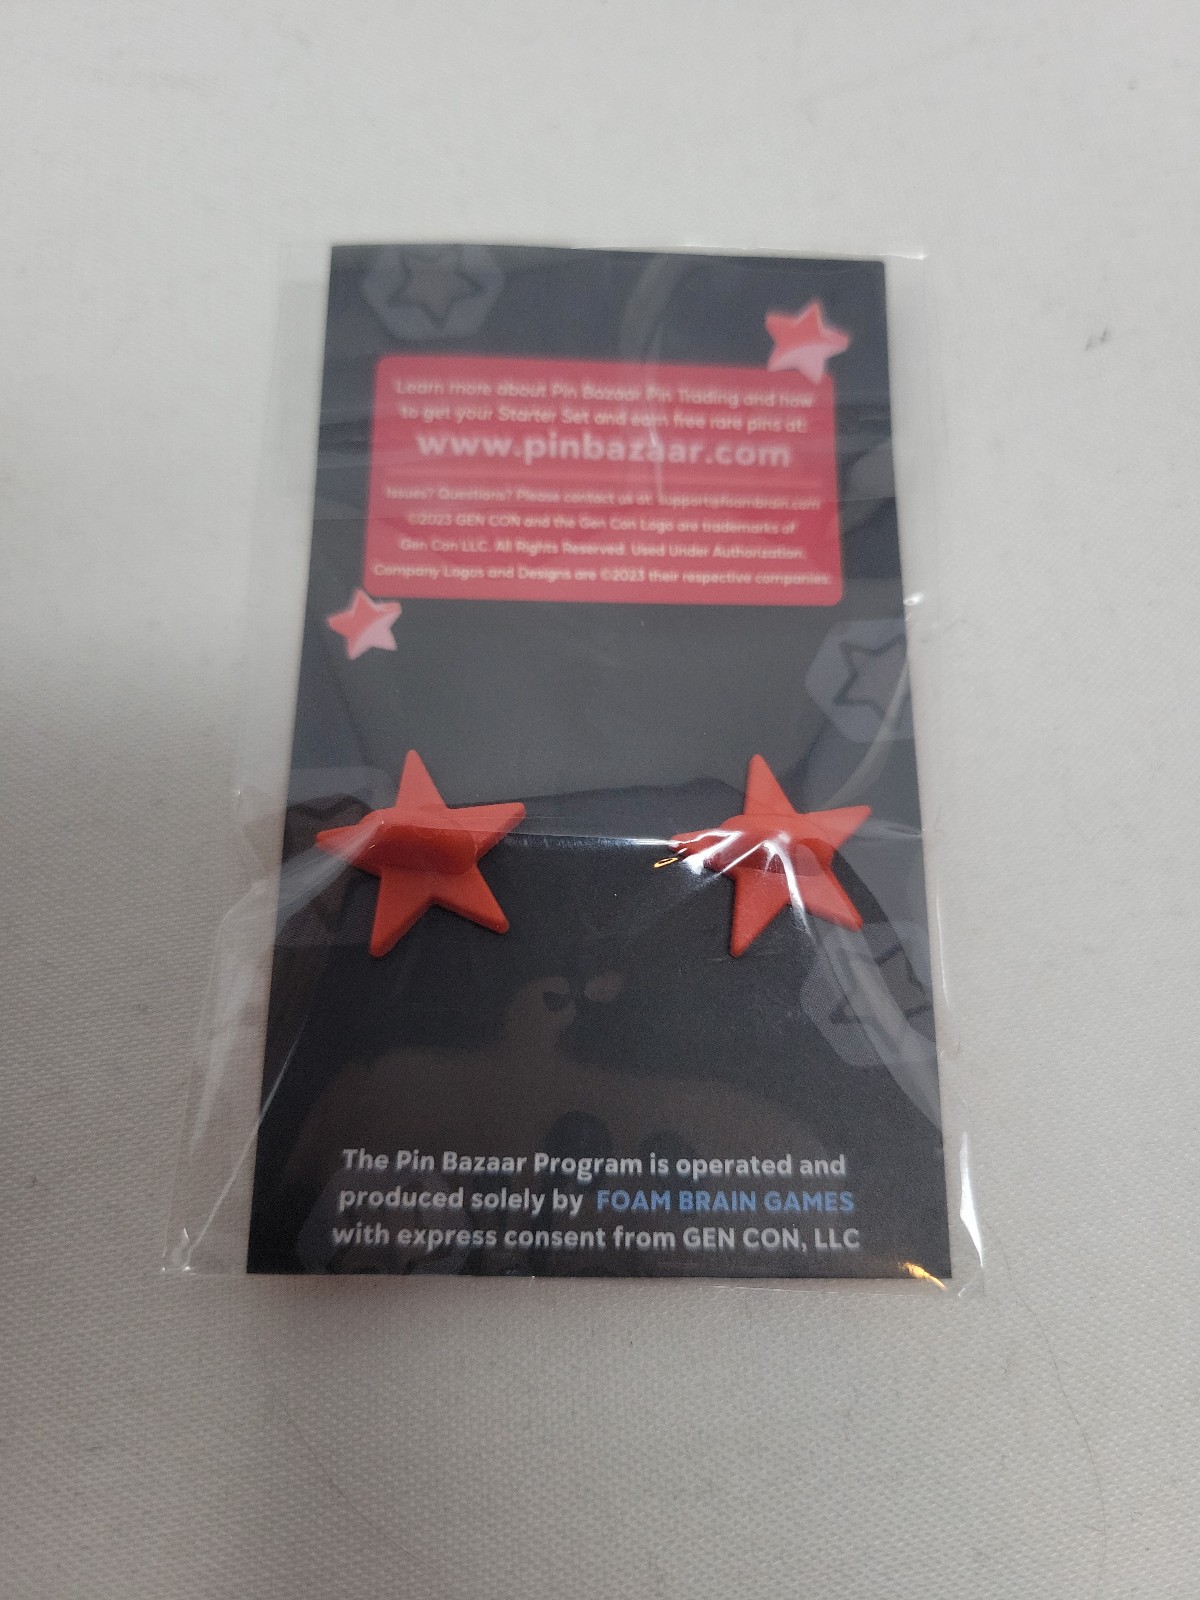 Learn more about Pin Bazaar Pin Trading and how
to get your Starter Set and earn free rare pins at:
www.pinbazaar.com
Issues? Questions? Please contact us at: support@foambrain.com
©2023 GEN CON and the Gen Con Logo are trademarks of
Gen Con LLC. All Rights Reserved. Used Under Authorization.
Company Logos and Designs are ©2023 their respective companies.
The Pin Bazaar Program is operated and
produced solely by FOAM BRAIN GAMES
with express consent from GEN CON, LLC